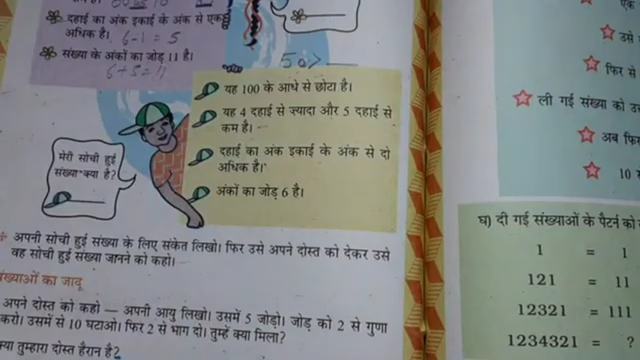 दहाई का अंक इकाई के अंक से एक
अधिक है। 6-1=5
संख्या के अंकों का जोड़ 11 है।
6+5=11
50>
यह 100 के आधे से छोटा है।
यह 4 दहाई से ज्यादा और 5 दहाई से
कम है।
दहाई का अंक इकाई के अंक से दो
अधिक है।
अंकों का जोड़ 6 है।
मेरी सोची हुई
संख्या क्या है?
अपनी सोची हुई संख्या के लिए संकेत लिखो। फिर उसे अपने दोस्त को देकर उसे
वह सोची हुई संख्या जानने को कहो।
संख्याओं का जादू
अपने दोस्त को कहो — अपनी आयु लिखो। उसमें 5 जोड़ो। जोड़ को 2 से गुणा
करो। उसमें से 10 घटाओ। फिर 2 से भाग दो। तुम्हें क्या मिला?
क्या तुम्हारा दोस्त हैरान है?
एक
उसे
फिर से
ली गई संख्या को
अब फिर
10
घ) दी गई संख्याओं के पैटर्न को
1 = 1
121 = 11
12321 = 111
1234321 = ?